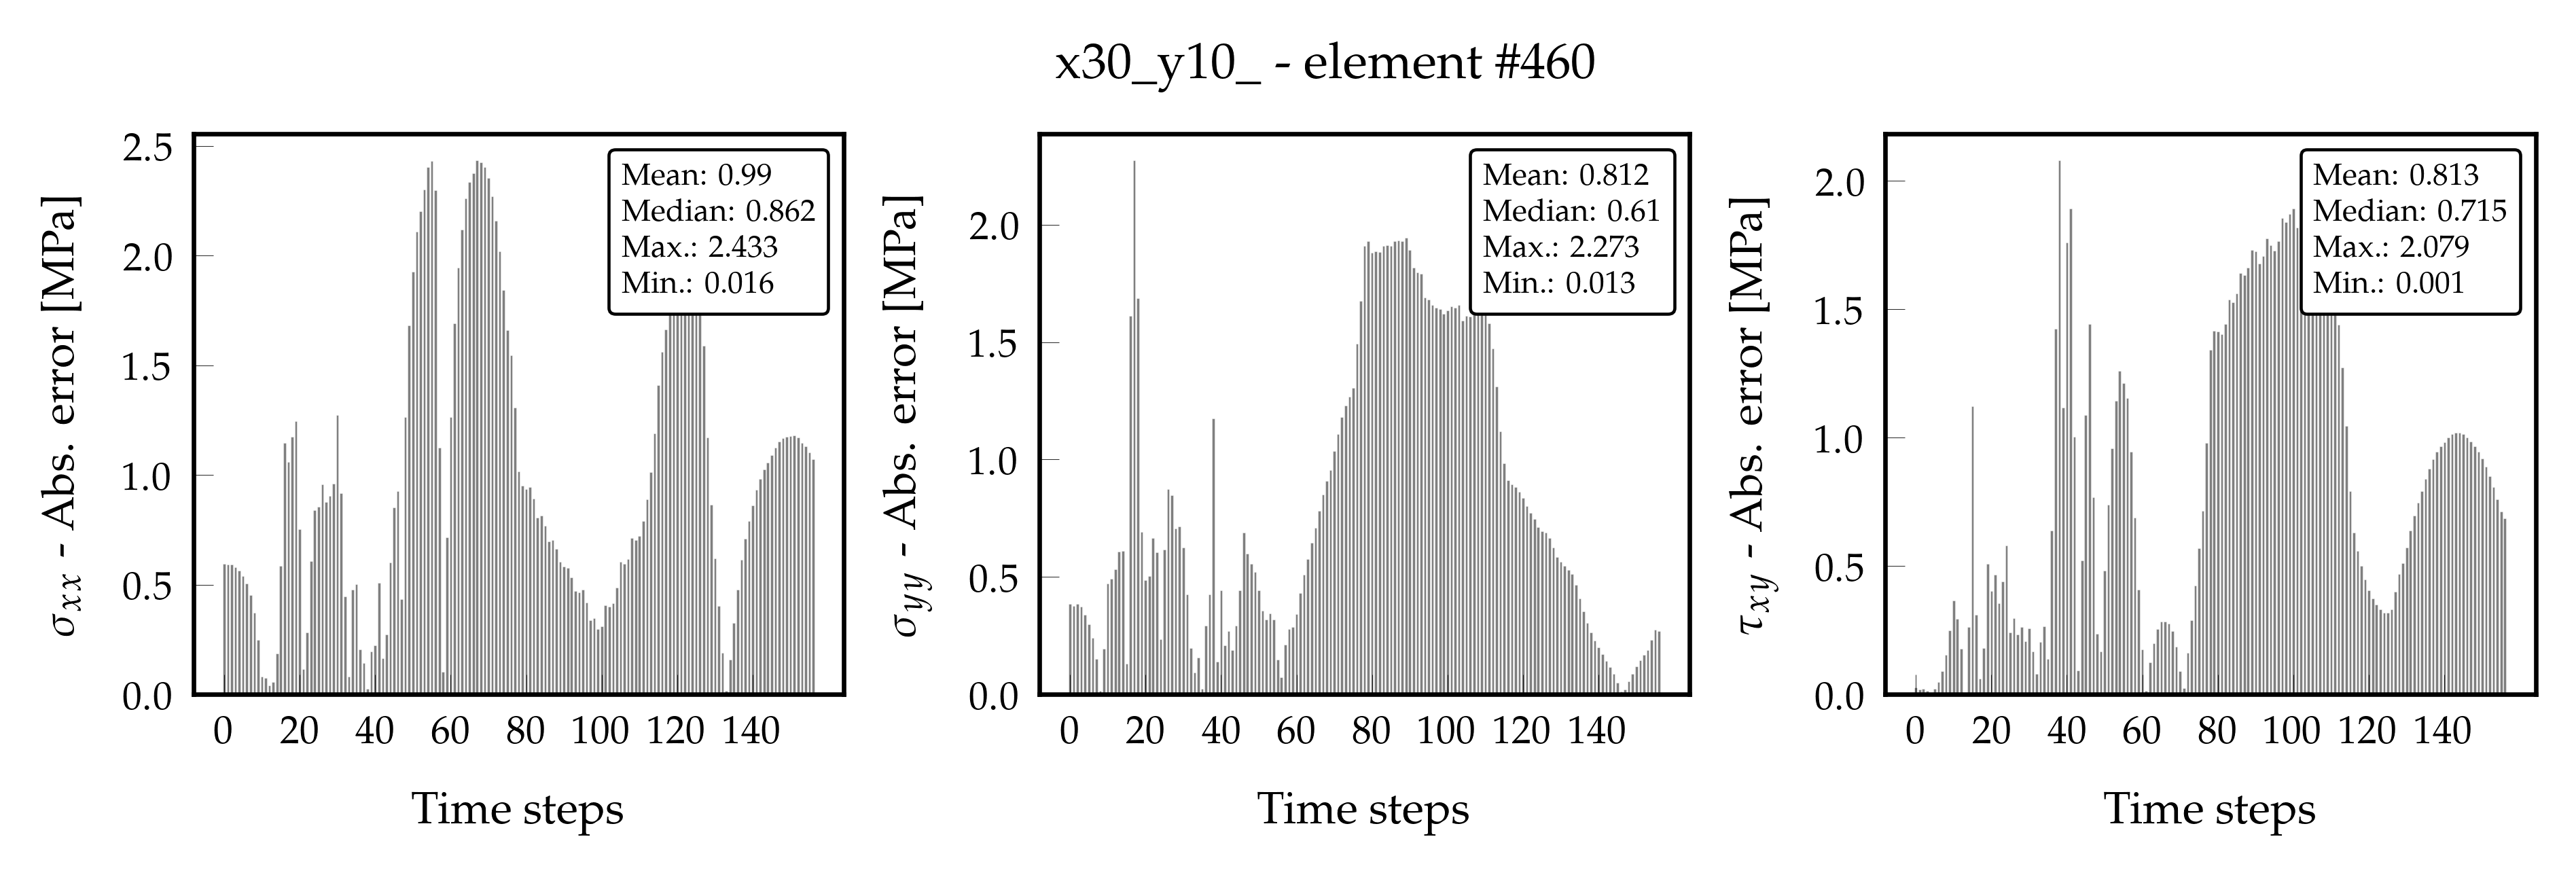 x30_y10_ - element #460
σxx - Abs. error [MPa]
2.5
2.0
1.5
1.0
0.5
0.0
Mean: 0.99
Median: 0.862
Max.: 2.433
Min.: 0.016
0 20 40 60 80 100 120 140
Time steps
σyy - Abs. error [MPa]
2.0
1.5
1.0
0.5
0.0
Mean: 0.812
Median: 0.61
Max.: 2.273
Min.: 0.013
0 20 40 60 80 100 120 140
Time steps
τxy - Abs. error [MPa]
2.0
1.5
1.0
0.5
0.0
Mean: 0.813
Median: 0.715
Max.: 2.079
Min.: 0.001
0 20 40 60 80 100 120 140
Time steps